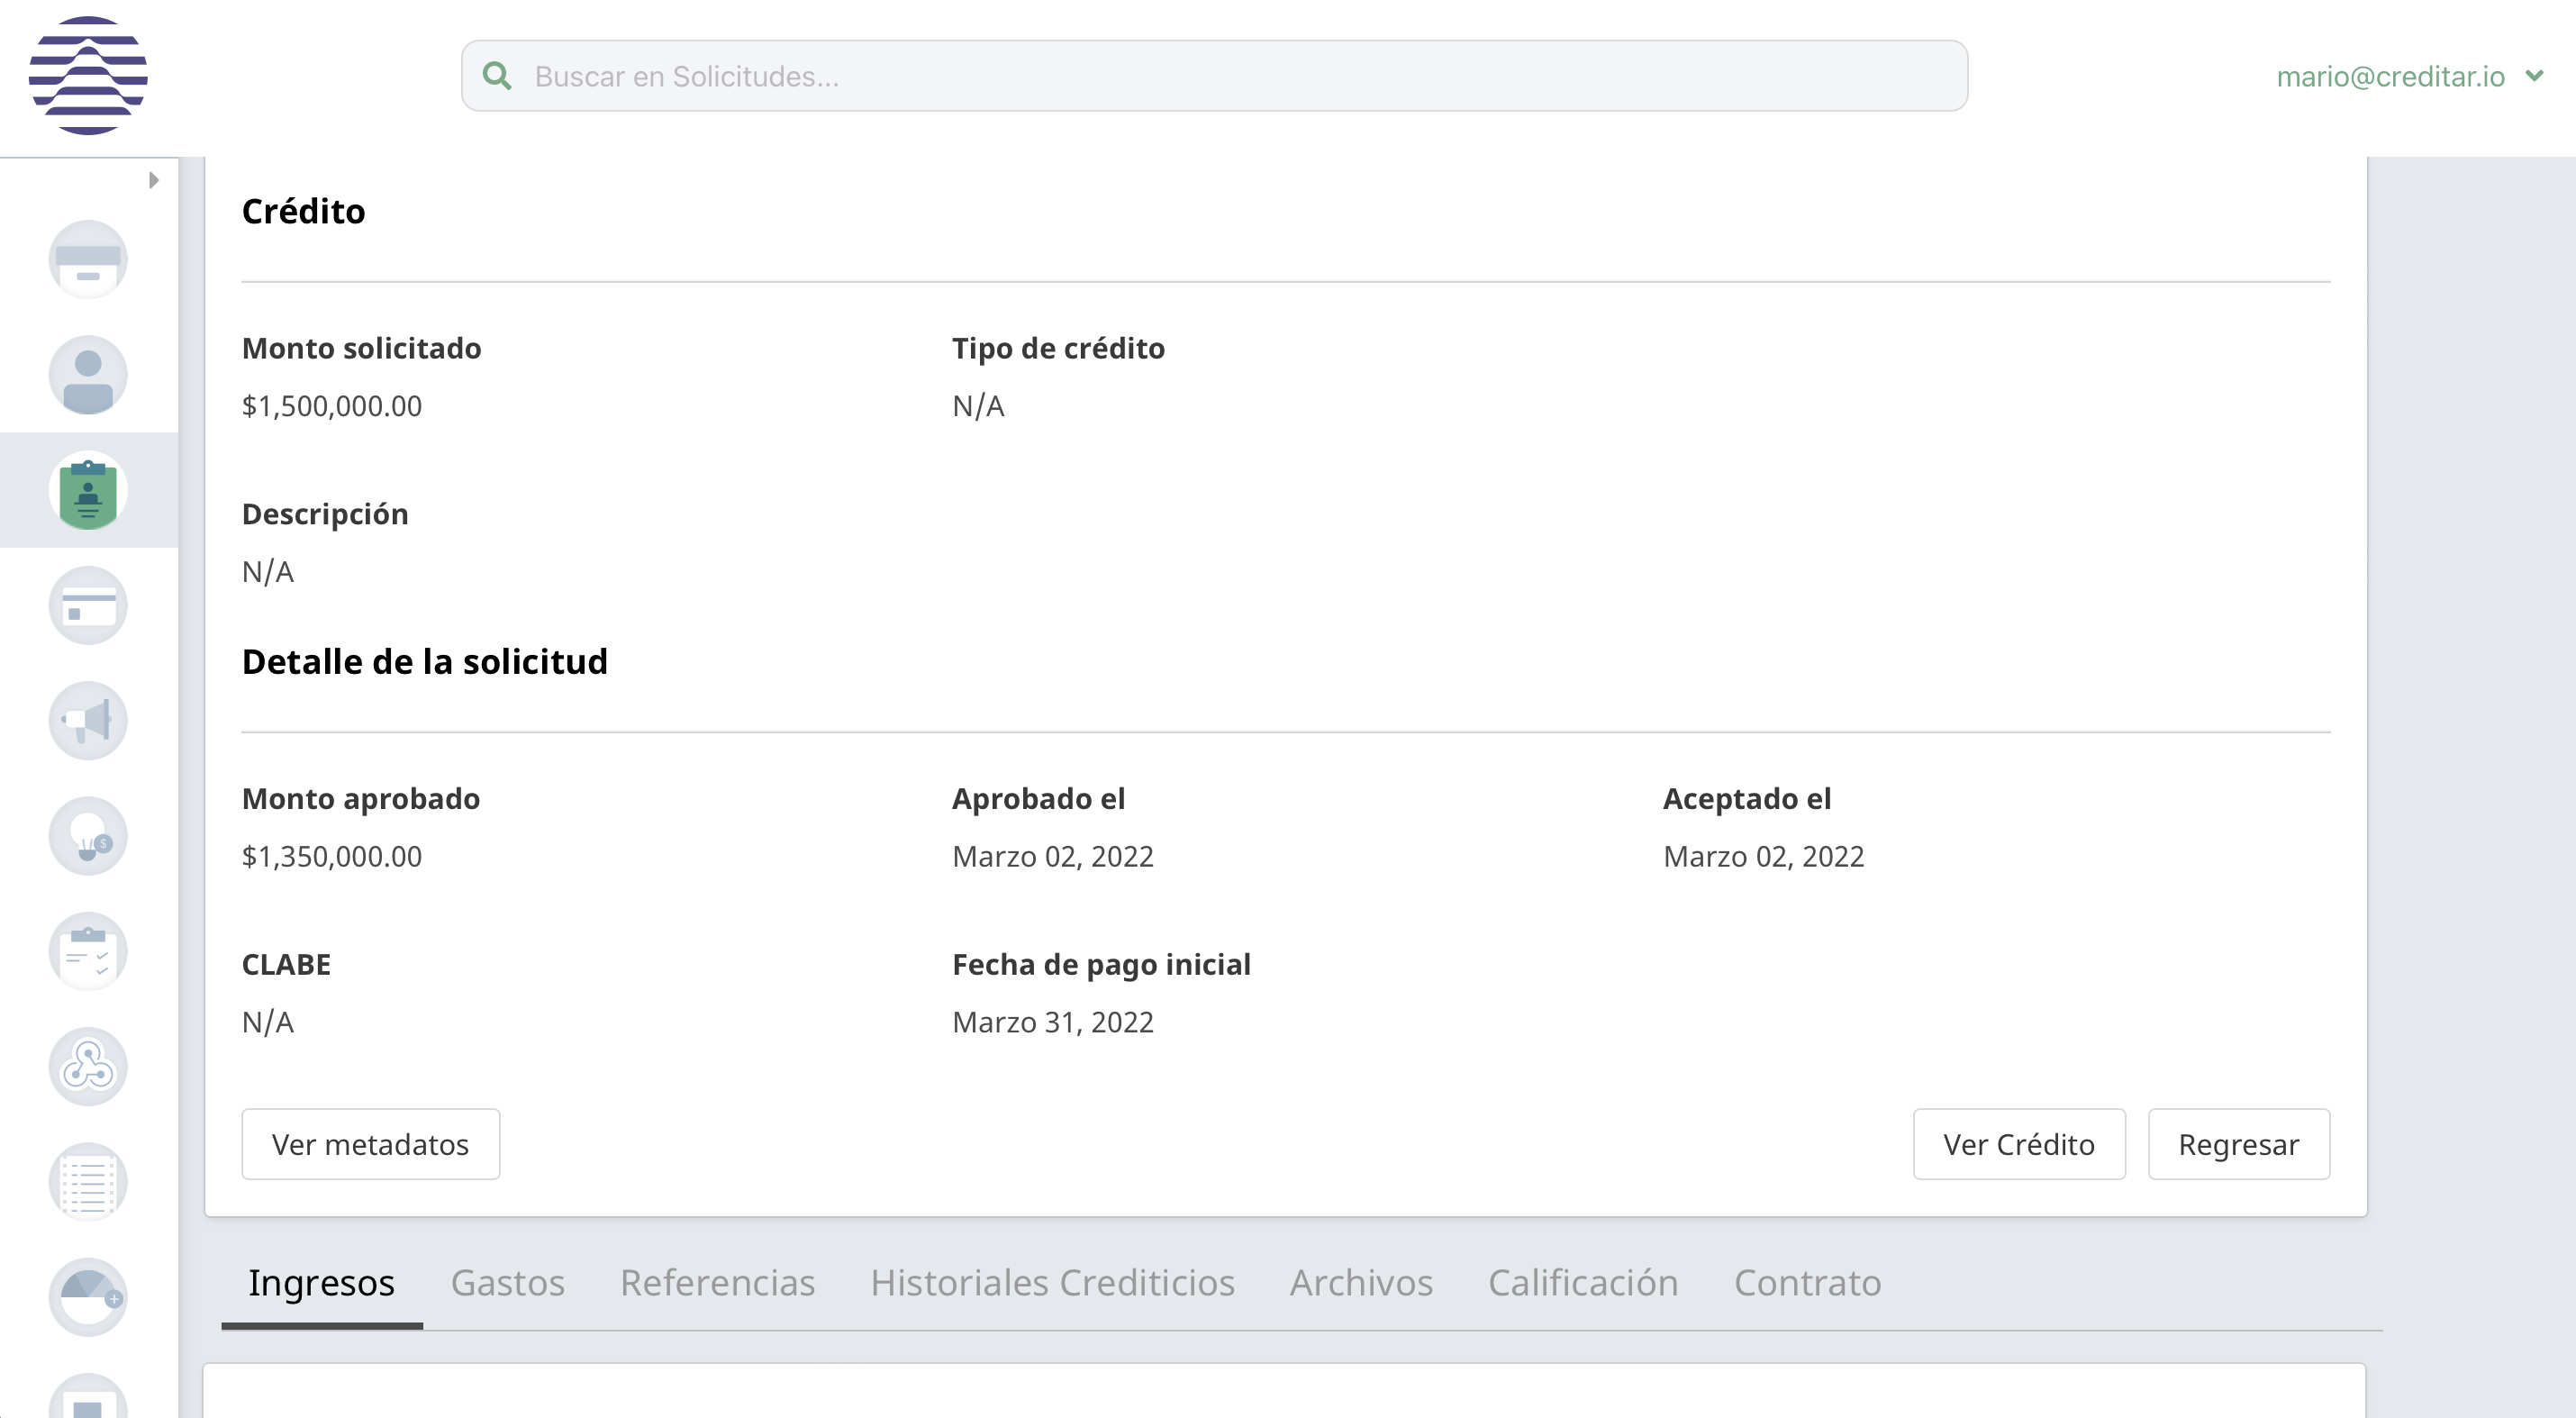 Buscar en Solicitudes...
mario@creditar.io
Crédito
Monto solicitado
Tipo de crédito
$1,500,000.00
N/A
Descripción
N/A
Detalle de la solicitud
Monto aprobado
Aprobado el
Aceptado el
$1,350,000.00
Marzo 02, 2022
Marzo 02, 2022
CLABE
Fecha de pago inicial
N/A
Marzo 31, 2022
Ver metadatos
Ver Crédito
Regresar
Ingresos
Gastos
Referencias
Historiales Crediticios
Archivos
Calificación
Contrato